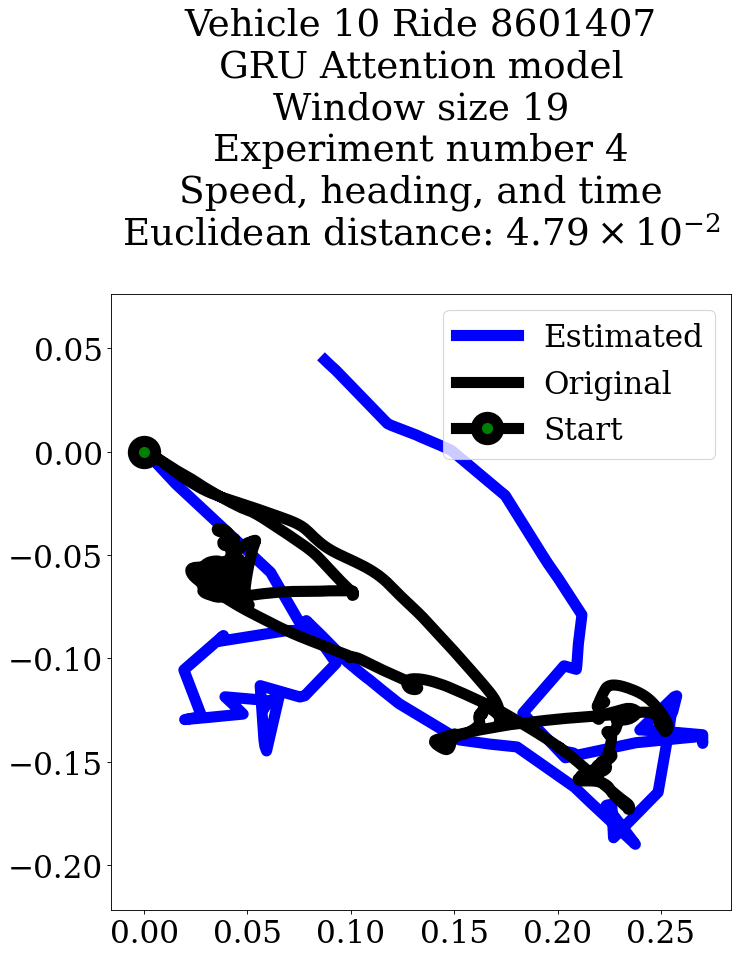 Vehicle 10 Ride 8601407
GRU Attention model
Window size 19
Experiment number 4
Speed, heading, and time
Euclidean distance: 4.79 × 10⁻²
Estimated
Original
Start
0.05
0.00
−0.05
−0.10
−0.15
−0.20
0.00 0.05 0.10 0.15 0.20 0.25